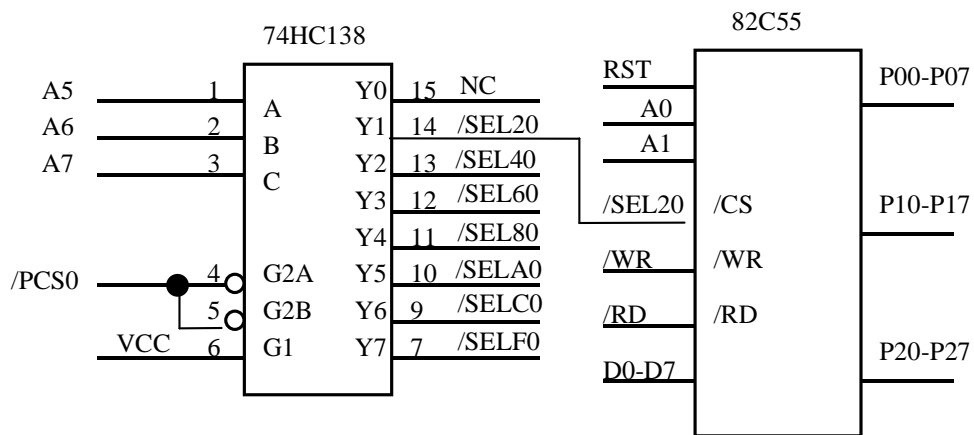 74HC138
A5 1 A Y0 15 NC
A6 2 B Y1 14 /SEL20
A7 3 C Y2 13 /SEL40
Y3 12 /SEL60
Y4 11 /SEL80
/PCS0 4 G2A Y5 10 /SELA0
5 G2B Y6 9 /SELC0
VCC 6 G1 Y7 7 /SELF0
82C55
RST P00-P07
A0
A1
/SEL20 /CS P10-P17
/WR /WR
/RD /RD
D0-D7 P20-P27